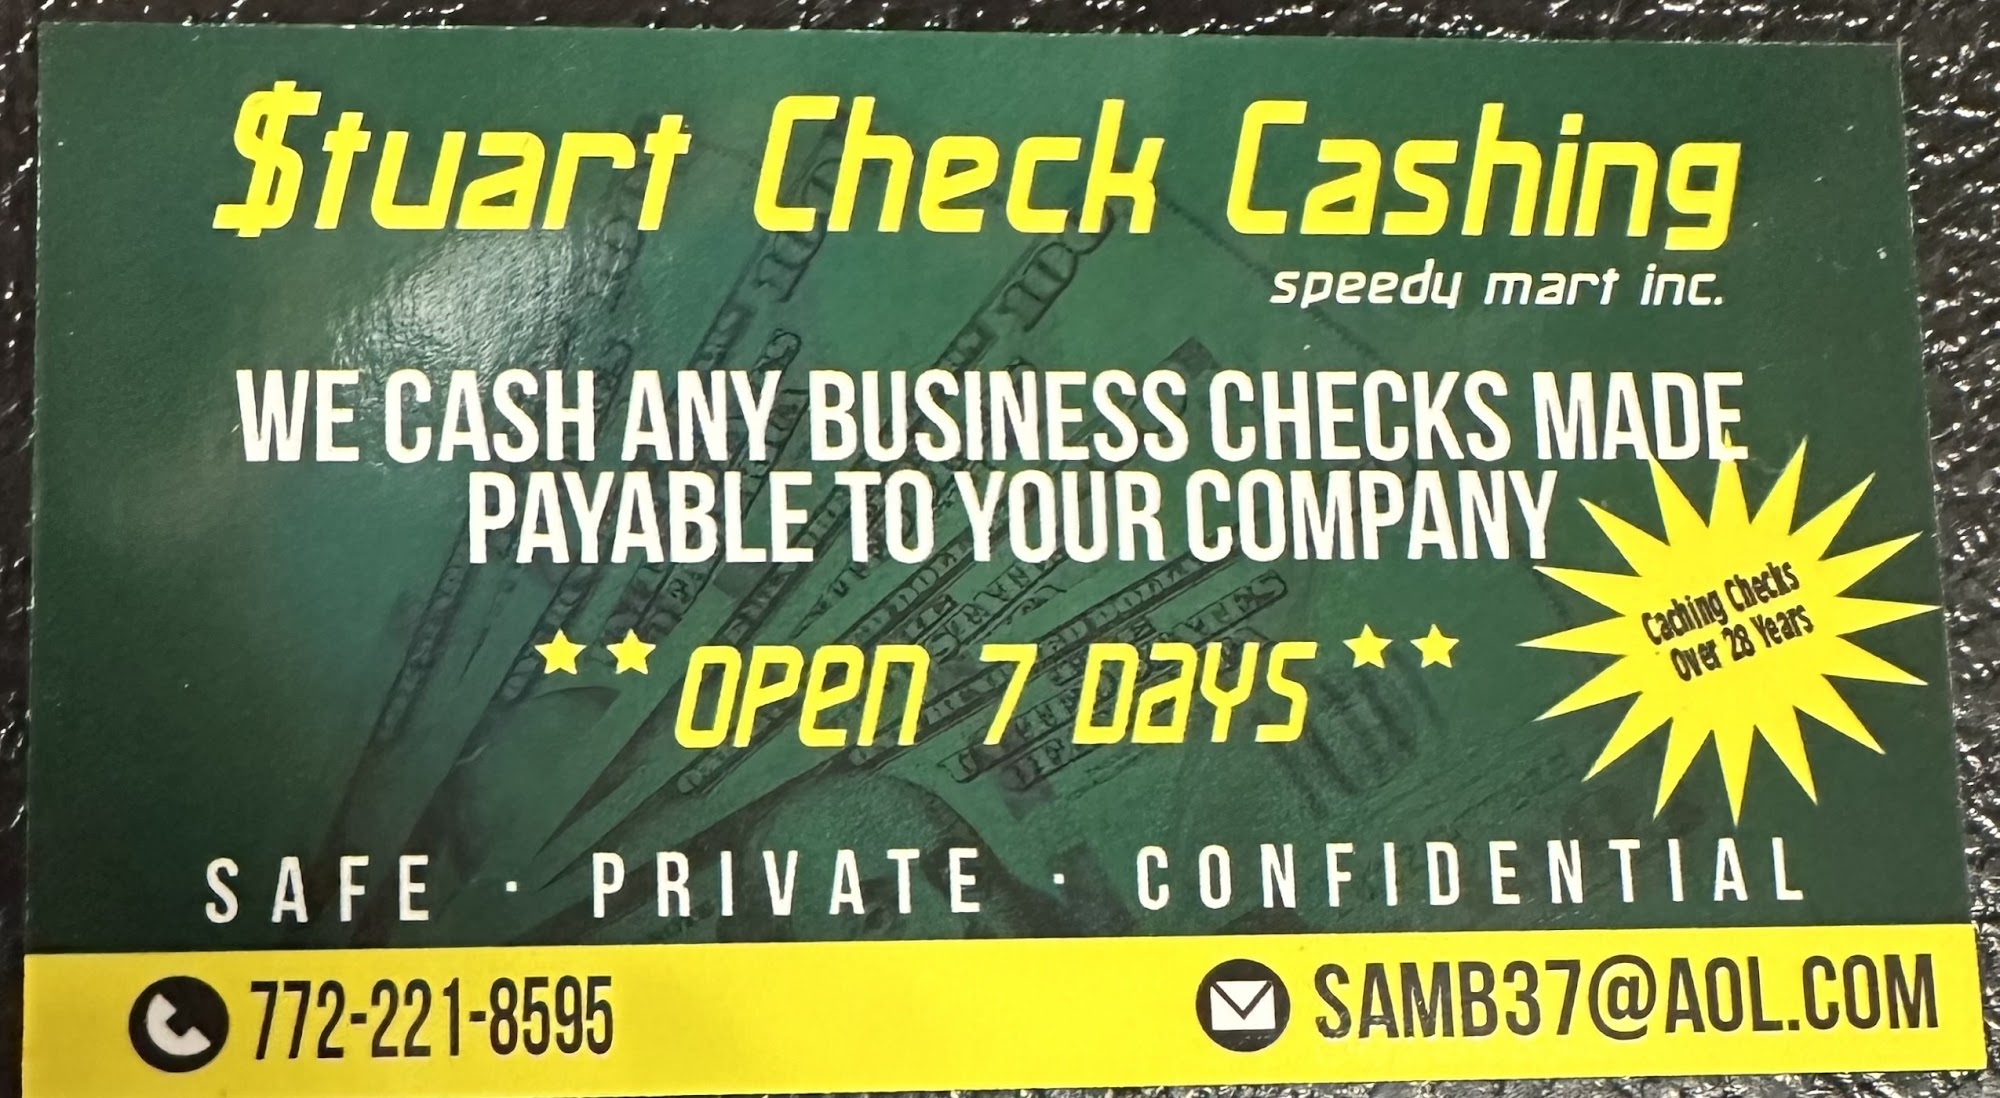 $tuart Check Cashing
speedy mart inc.
WE CASH ANY BUSINESS CHECKS MADE
PAYABLE TO YOUR COMPANY
Caching Checks
Over 28 Years
**OPEN 7 DAYS**
SAFE · PRIVATE · CONFIDENTIAL
772-221-8595
SAMB37@AOL.COM